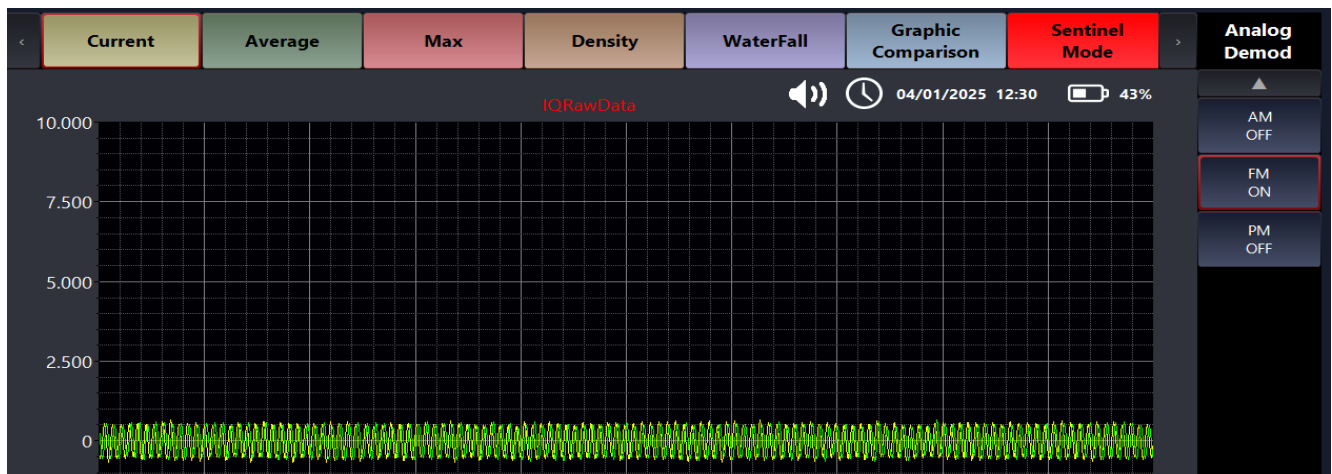 Current
Average
Max
Density
WaterFall
Graphic
Comparison
Sentinel
Mode
Analog
Demod
IQRawData
04/01/2025 12:30
43%
10.000
7.500
5.000
2.500
0
AM
OFF
FM
ON
PM
OFF